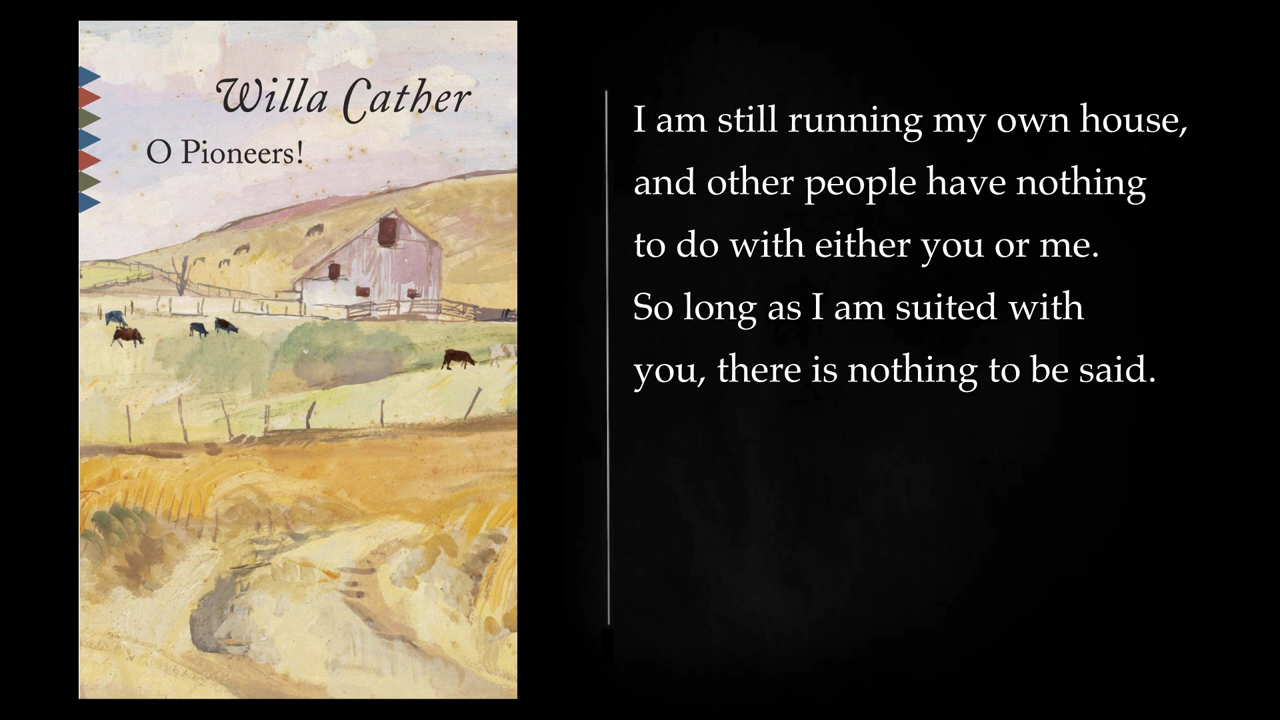 Willa Cather
O Pioneers!
I am still running my own house,
and other people have nothing
to do with either you or me.
So long as I am suited with
you, there is nothing to be said.